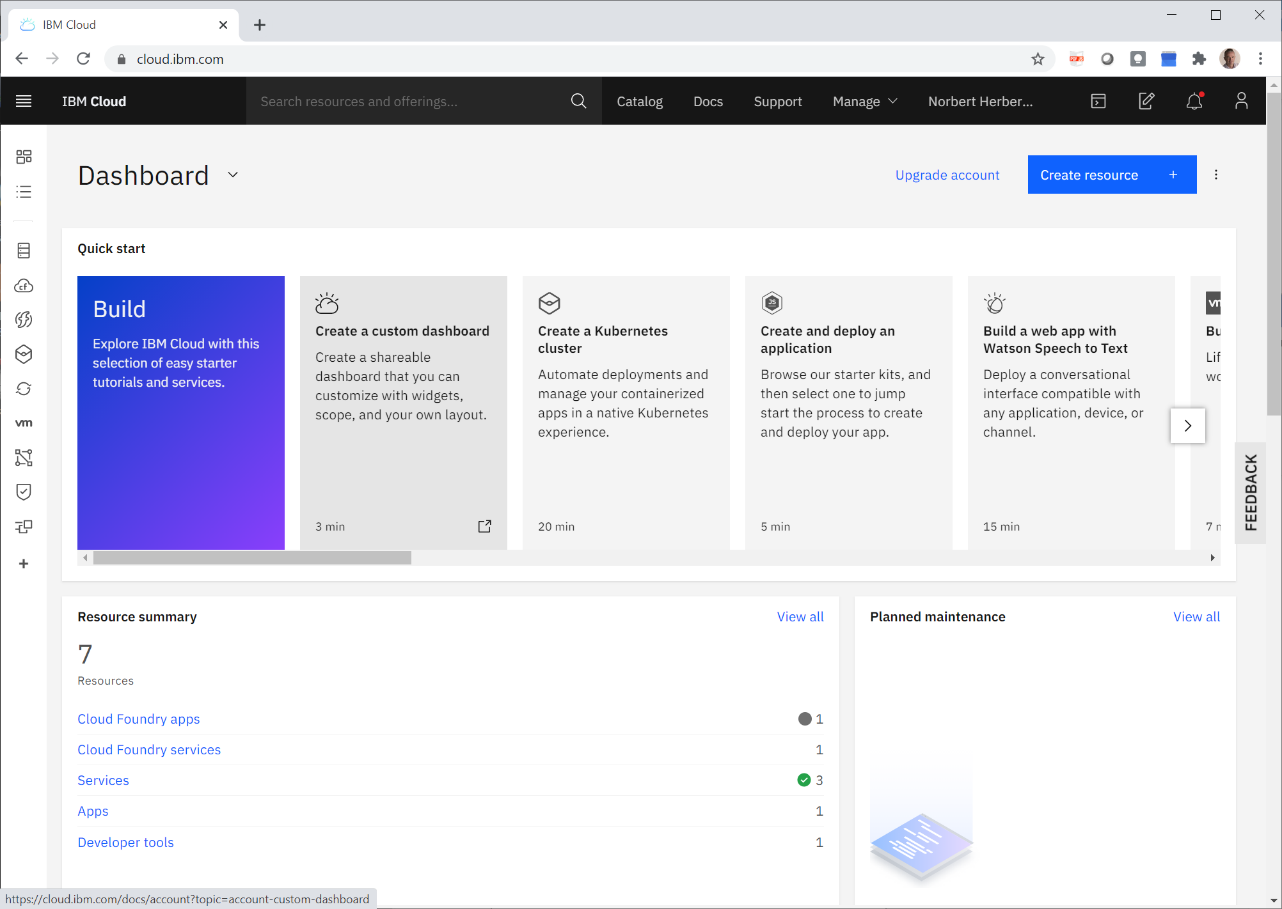 IBM Cloud
cloud.ibm.com
IBM Cloud
Search resources and offerings...
Catalog
Docs
Support
Manage
Norbert Herber...
Dashboard
Upgrade account
Create resource +
Quick start
Build
Explore IBM Cloud with this
selection of easy starter
tutorials and services.
Create a custom dashboard
Create a shareable
dashboard that you can
customize with widgets,
scope, and your own layout.
3 min
Create a Kubernetes
cluster
Automate deployments and
manage your containerized
apps in a native Kubernetes
experience.
20 min
JS
Create and deploy an
application
Browse our starter kits, and
then select one to jump
start the process to create
and deploy your app.
5 min
Build a web app with
Watson Speech to Text
Deploy a conversational
interface compatible with
any application, device, or
channel.
15 min
cf
vm
FEEDBACK
Resource summary
View all
7
Resources
Cloud Foundry apps 1
Cloud Foundry services 1
Services 3
Apps 1
Developer tools 1
Planned maintenance
View all
https://cloud.ibm.com/docs/account?topic=account-custom-dashboard